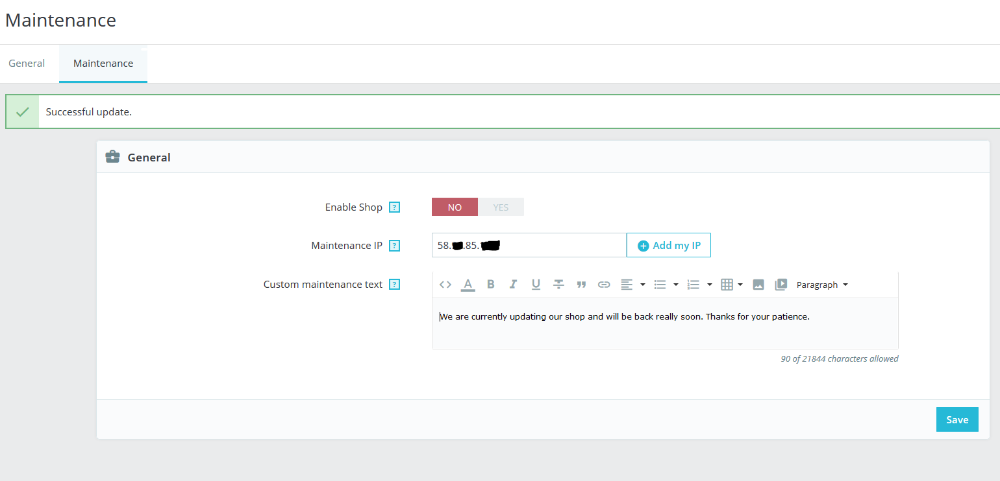 Maintenance
General
Maintenance
Successful update.
General
Enable Shop ?
NO YES
Maintenance IP ?
58. .85.
Add my IP
Custom maintenance text ?
A B I U T Paragraph
We are currently updating our shop and will be back really soon. Thanks for your patience.
90 of 21844 characters allowed
Save